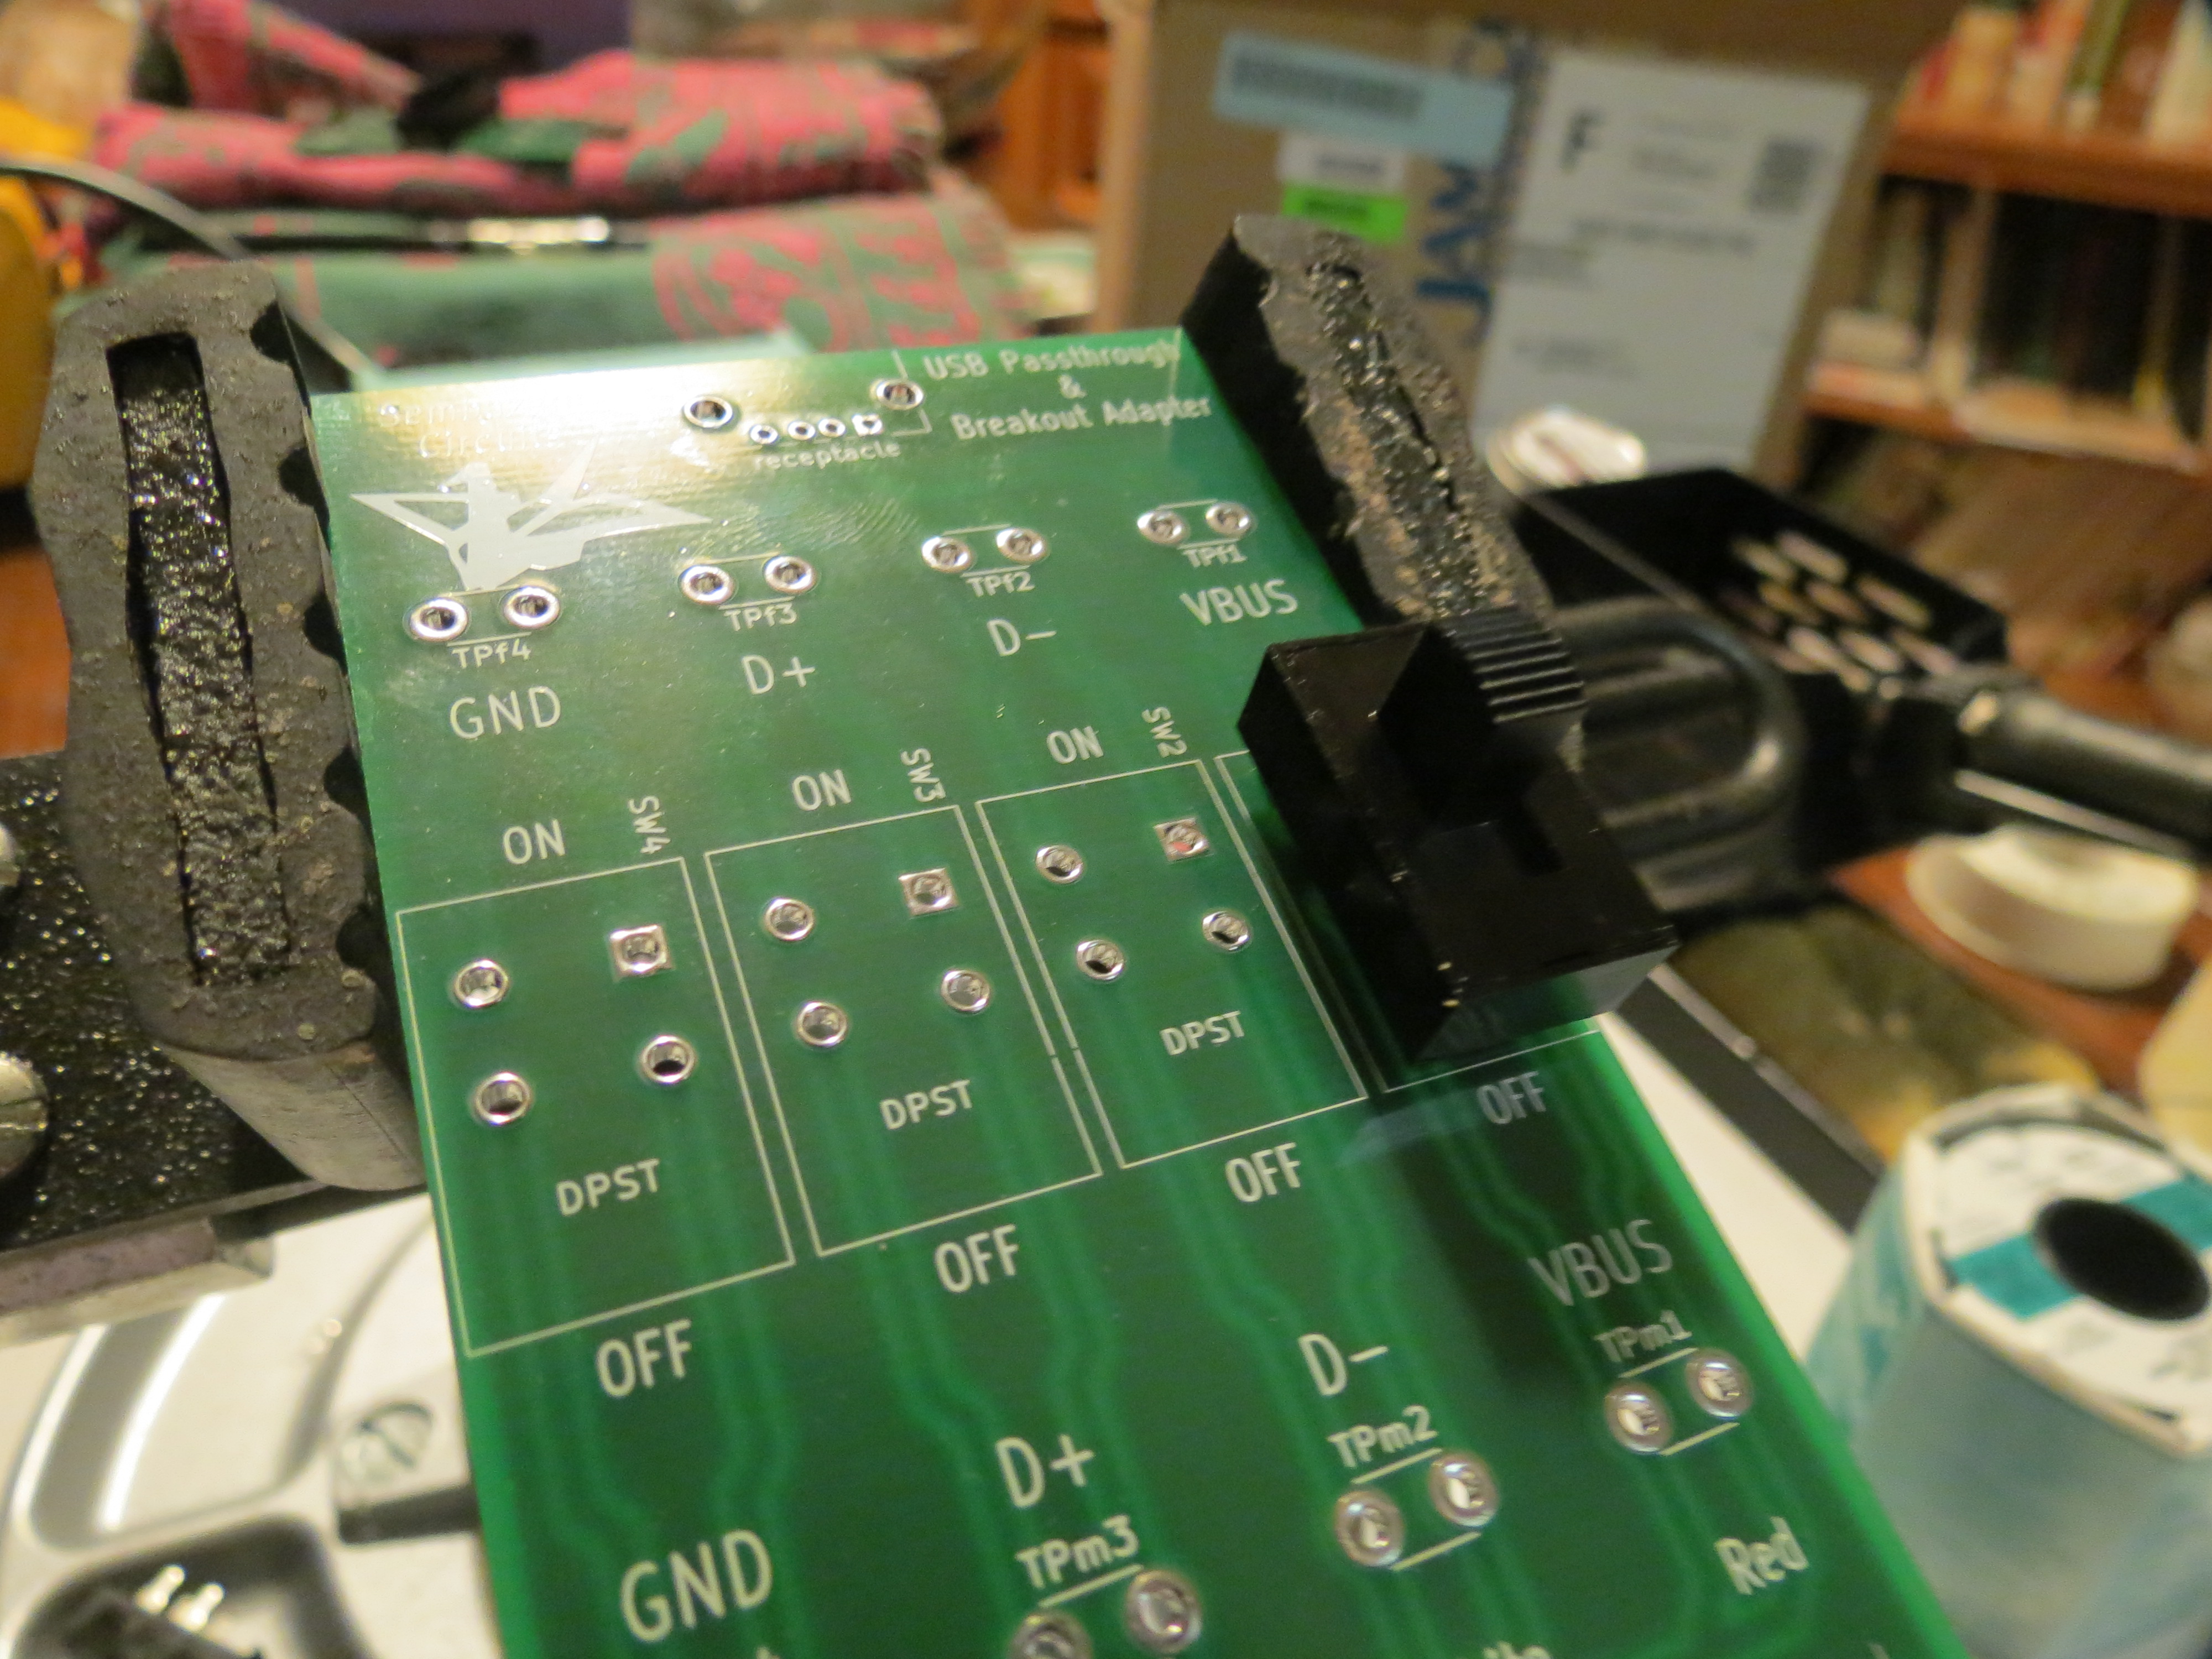 USB Passthrough
&
Breakout Adapter
receptacle
TPf4
TPf3
TPf2
TPf1
GND
D+
D-
VBUS
ON
SW4
ON
SW3
ON
SW2
DPST
DPST
DPST
OFF
OFF
OFF
OFF
VBUS
TPm1
D-
TPm2
D+
TPm3
GND
Red
F
JAM